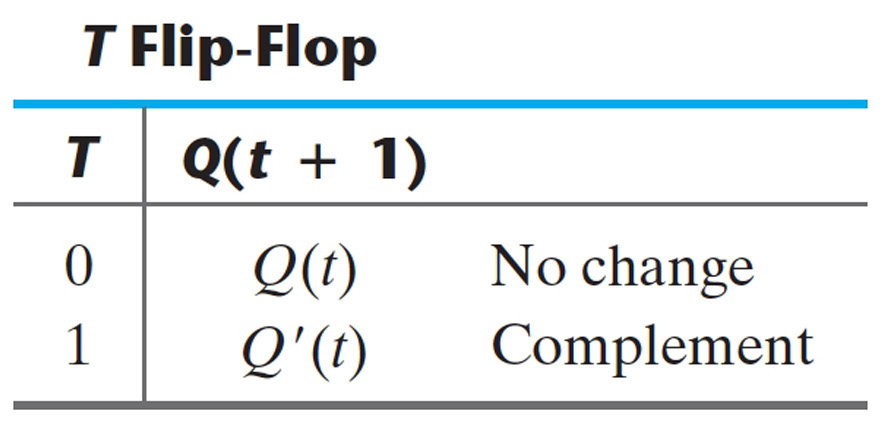 T Flip-Flop
T Q(t + 1)
0 Q(t) No change
1 Q′(t) Complement